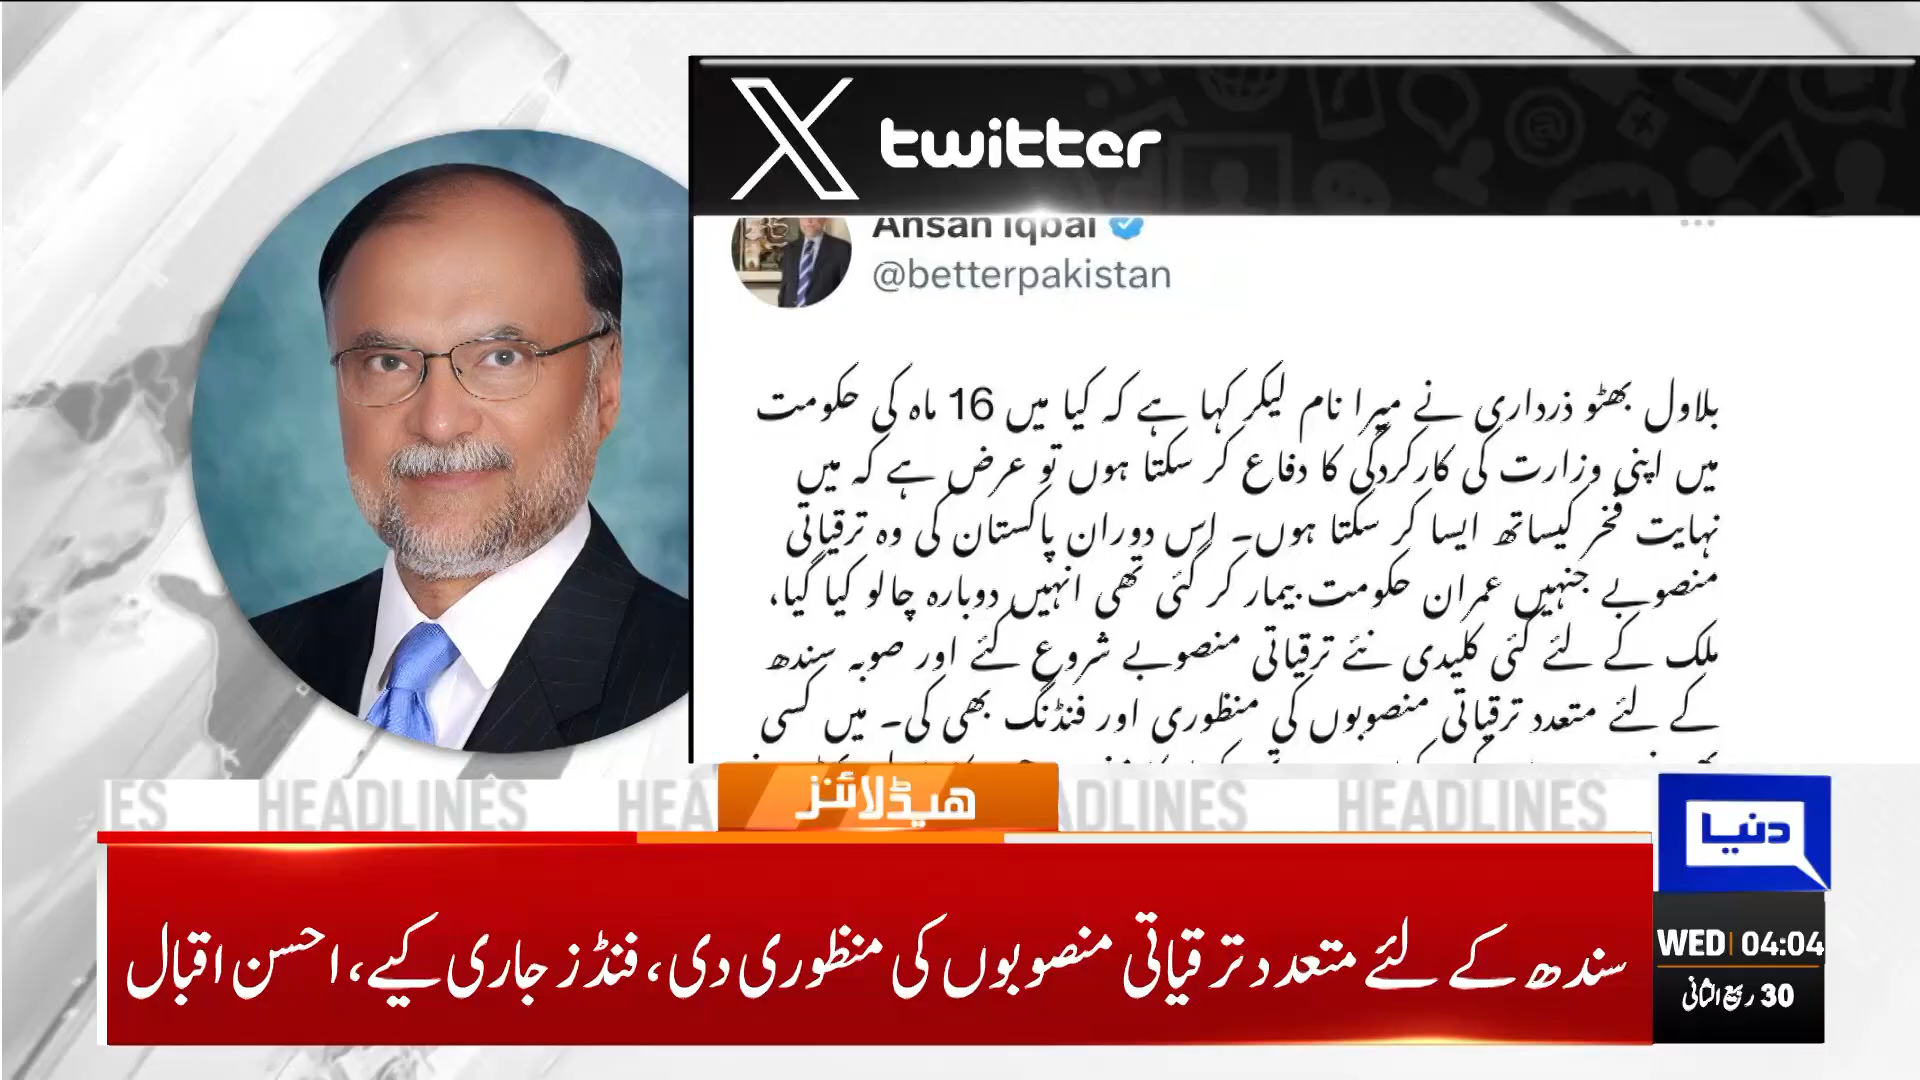 twitter
Ahsan Iqbal
@betterpakistan
بلاول بھٹو ذرداری نے میرا نام لیکر کہا ہے کہ کیا میں 16 ماہ کی حکومت
میں اپنی وزارت کی کارکردگی کا دفاع کر سکتا ہوں تو عرض ہے کہ میں
نہایت فخر کیساتھ ایسا کر سکتا ہوں۔ اس دوران پاکستان کی وہ ترقیاتی
منصوبے جنہیں عمران حکومت بیمار کر گئی تھی انہیں دوبارہ چالو کیا گیا،
ملک کے لئے کئی کلیدی نئے ترقیاتی منصوبے شروع کئے اور صوبہ سندھ
کے لئے متعدد ترقیاتی منصوبوں کی منظوری اور فنڈنگ بھی کی۔ میں کسی
IES HEADLINES HEA ADLINES HEADLINES
ھیڈلائنز
دنیا
سندھ کے لئے متعدد ترقیاتی منصوبوں کی منظوری دی، فنڈز جاری کیے، احسن اقبال
WED 04:04
30 ربیع الثانی